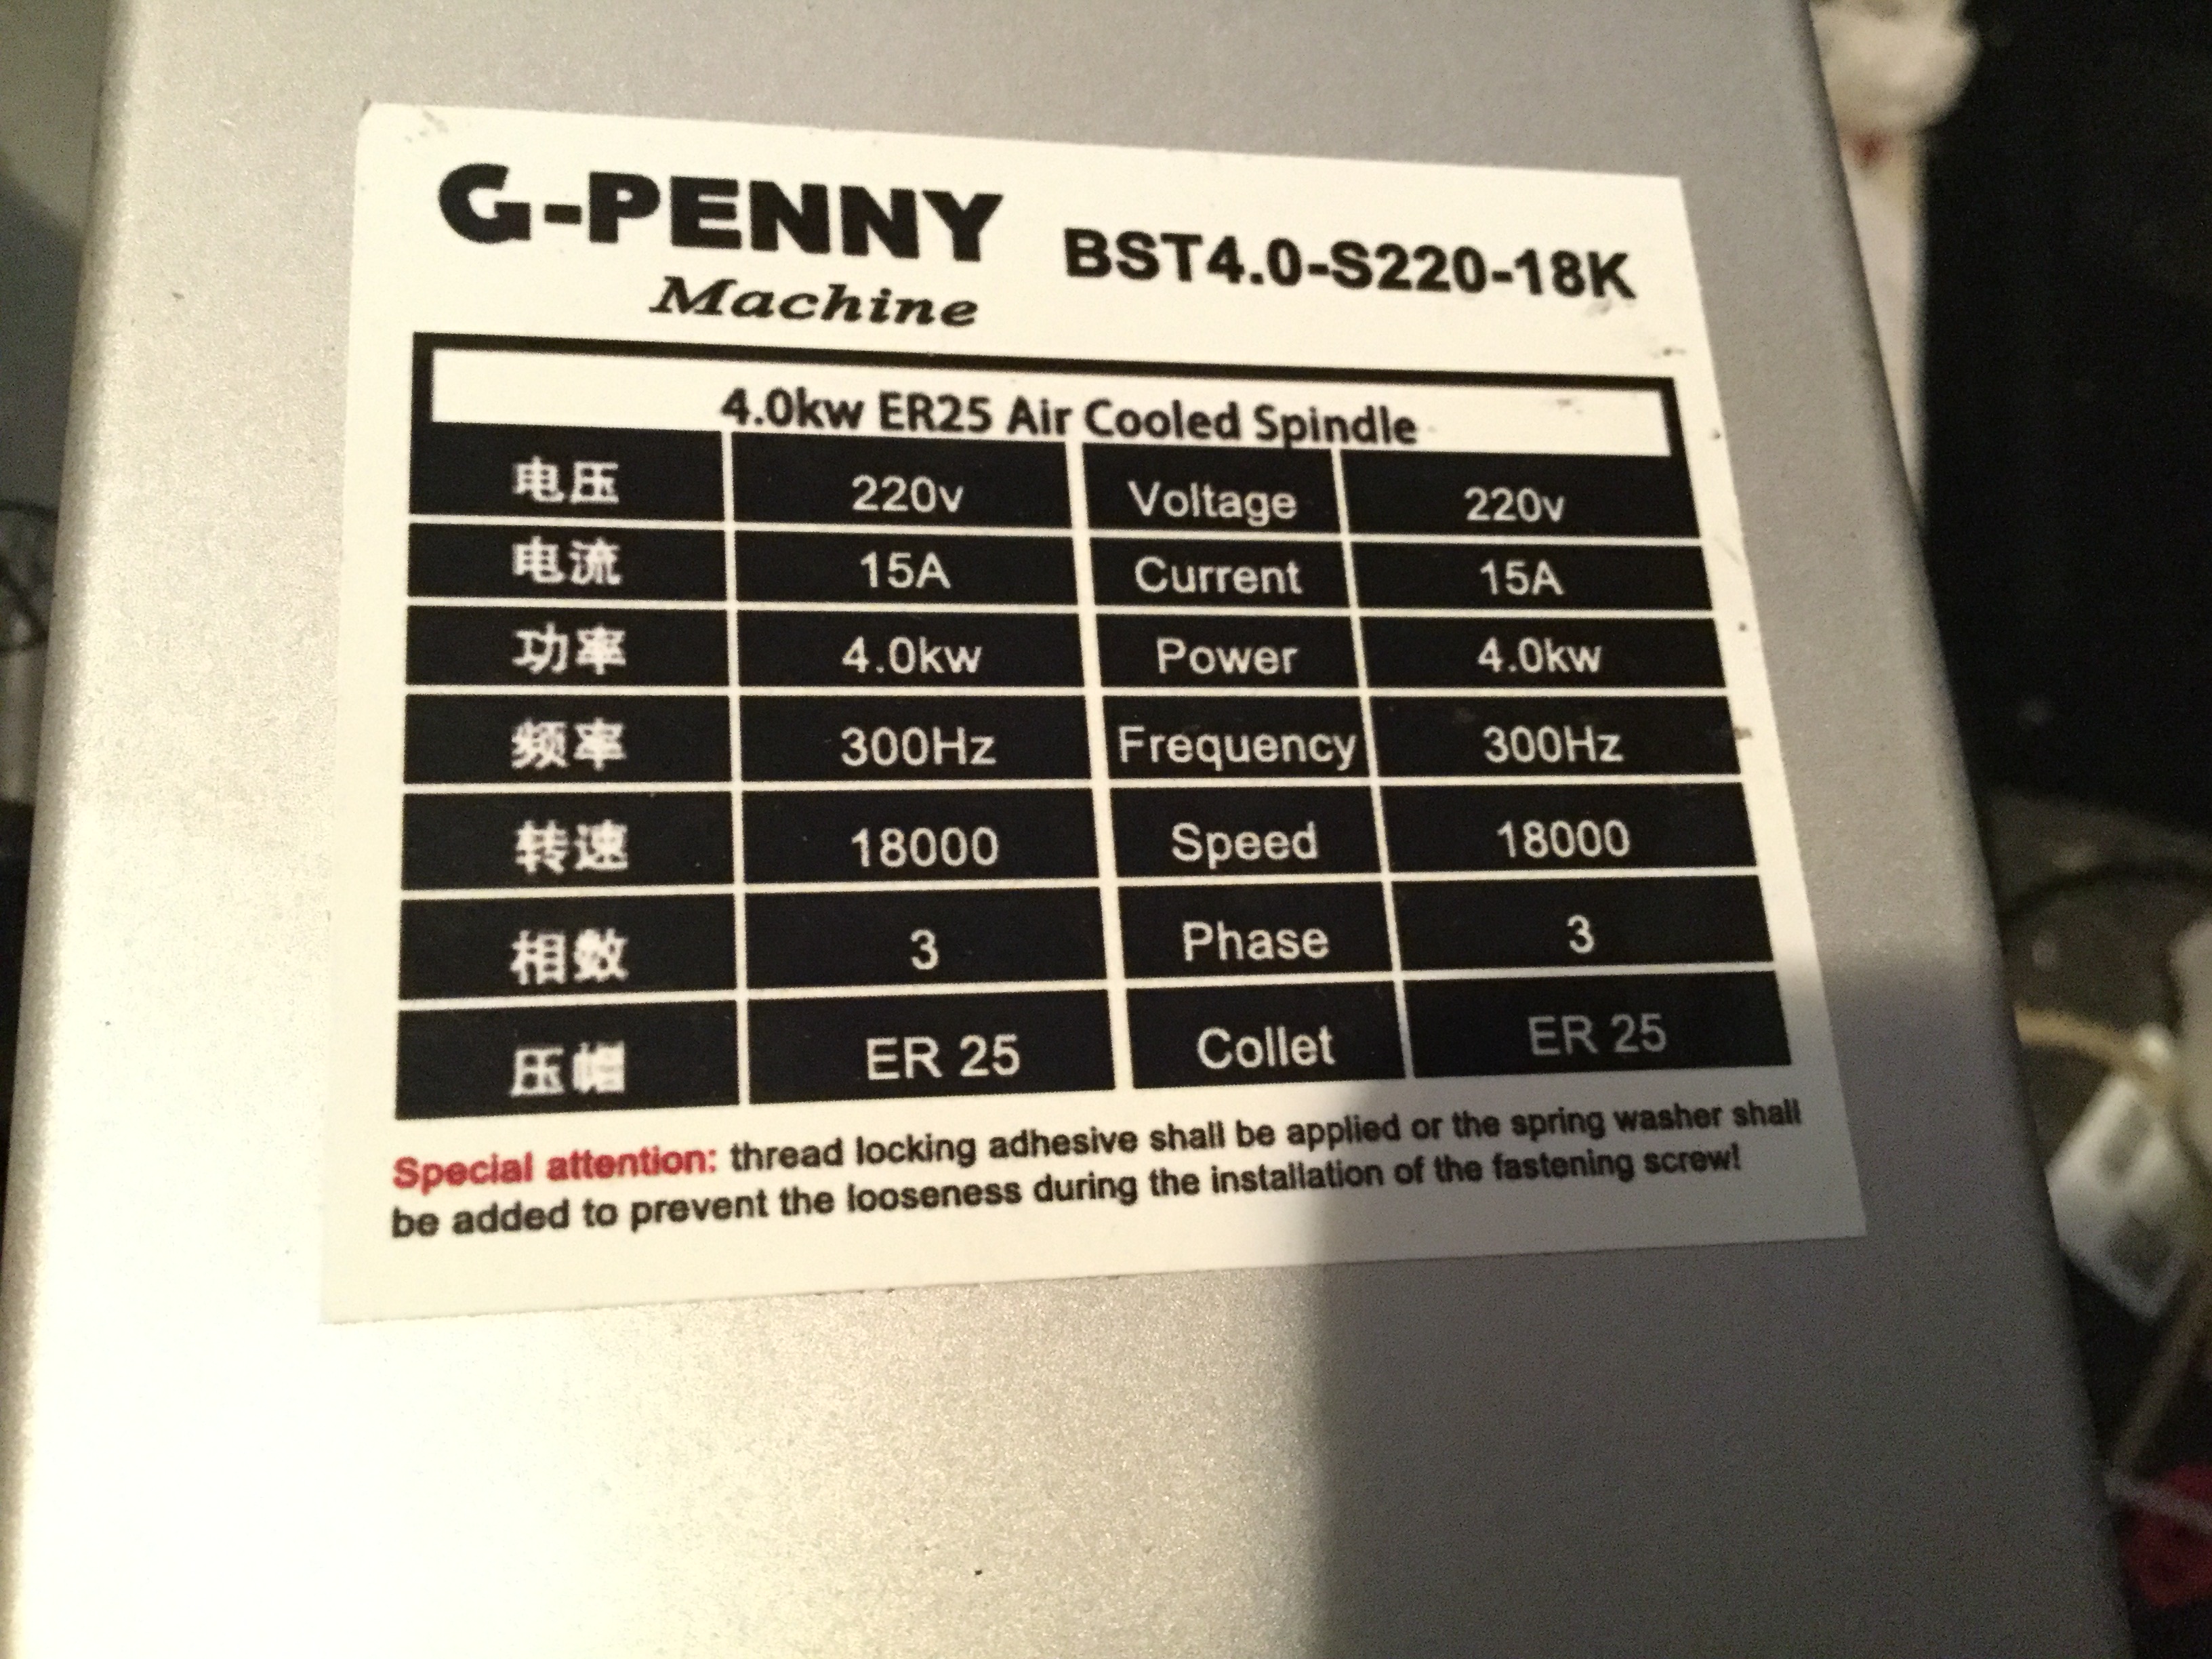 G-PENNY
Machine
BST4.0-S220-18K
4.0kw ER25 Air Cooled Spindle
电压 220v Voltage 220v
电流 15A Current 15A
功率 4.0kw Power 4.0kw
频率 300Hz Frequency 300Hz
转速 18000 Speed 18000
相数 3 Phase 3
压帽 ER 25 Collet ER 25
Special attention: thread locking adhesive shall be applied or the spring washer shall
be added to prevent the looseness during the installation of the fastening screw!